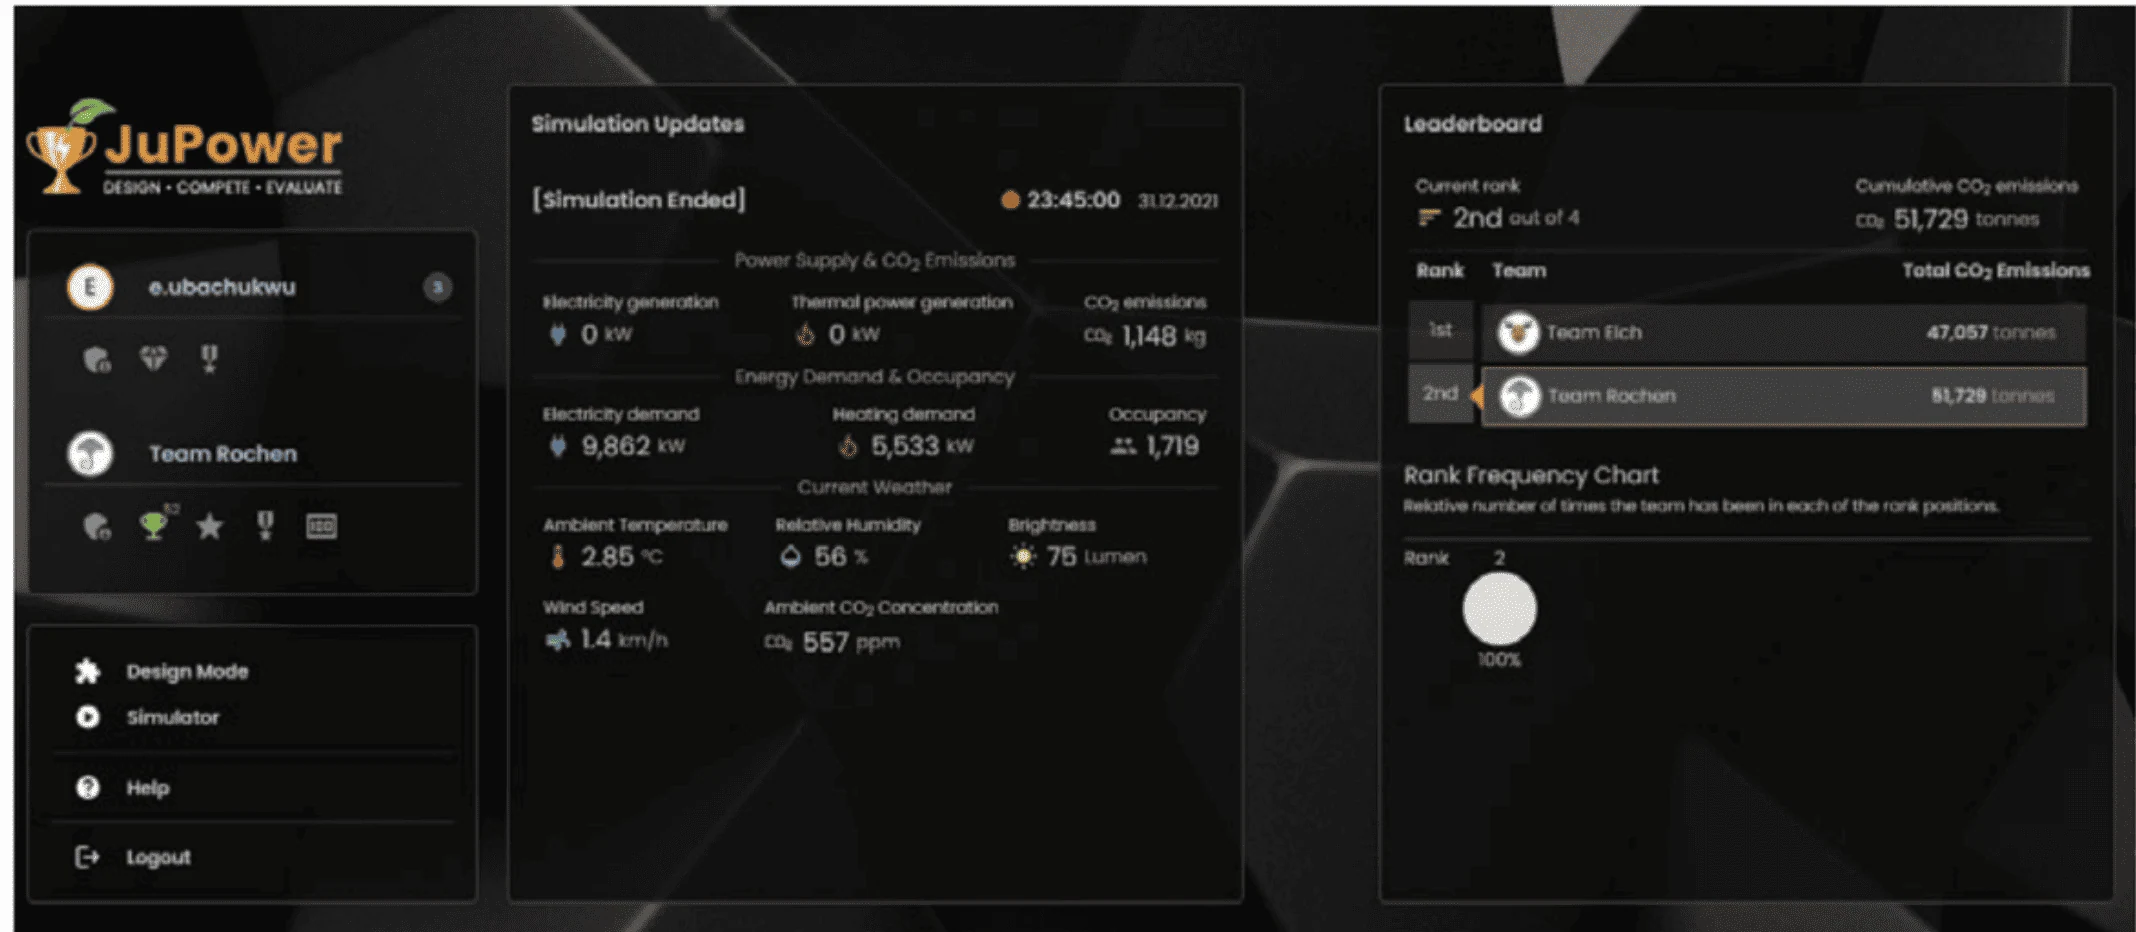 JuPower
DESIGN • COMPETE • EVALUATE
E e.ubachukwu
Team Rochen
52
100
Design Mode
Simulator
Help
Logout
Simulation Updates
[Simulation Ended] 23:45:00 31.12.2021
Power Supply & CO₂ Emissions
Electricity generation Thermal power generation CO₂ emissions
0 kW 0 kW CO₂ 1,148 kg
Energy Demand & Occupancy
Electricity demand Heating demand Occupancy
9,862 kW 5,533 kW 1,719
Current Weather
Ambient Temperature Relative Humidity Brightness
2.85 °C 56 % 75 Lumen
Wind Speed Ambient CO₂ Concentration
1.4 km/h CO₂ 557 ppm
Leaderboard
Current rank Cumulative CO₂ emissions
2nd out of 4 CO₂ 51,729 tonnes
Rank Team Total CO₂ Emissions
1st Team Elch 47,057 tonnes
2nd Team Rochen 51,729 tonnes
Rank Frequency Chart
Relative number of times the team has been in each of the rank positions.
Rank 2
100%